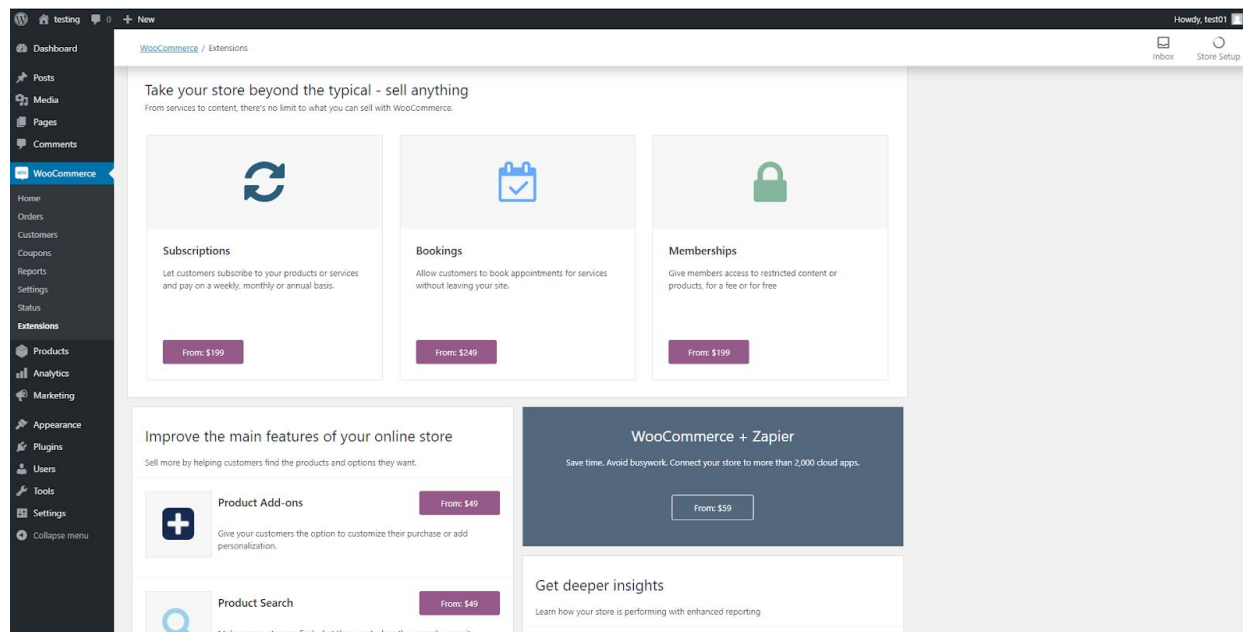 testing 0 + New
Howdy, test01
Dashboard
Posts
Media
Pages
Comments
WooCommerce
Home
Orders
Customers
Coupons
Reports
Settings
Status
Extensions
Products
Analytics
Marketing
Appearance
Plugins
Users
Tools
Settings
Collapse menu
WooCommerce / Extensions
Inbox
Store Setup
Take your store beyond the typical - sell anything
From services to content, there's no limit to what you can sell with WooCommerce.
Subscriptions
Let customers subscribe to your products or services
and pay on a weekly, monthly or annual basis.
From: $199
Bookings
Allow customers to book appointments for services
without leaving your site.
From: $249
Memberships
Give members access to restricted content or
products, for a fee or for free
From: $199
Improve the main features of your online store
Sell more by helping customers find the products and options they want.
Product Add-ons
From: $49
Give your customers the option to customize their purchase or add
personalization.
Product Search
From: $49
WooCommerce + Zapier
Save time. Avoid busywork. Connect your store to more than 2,000 cloud apps.
From: $59
Get deeper insights
Learn how your store is performing with enhanced reporting